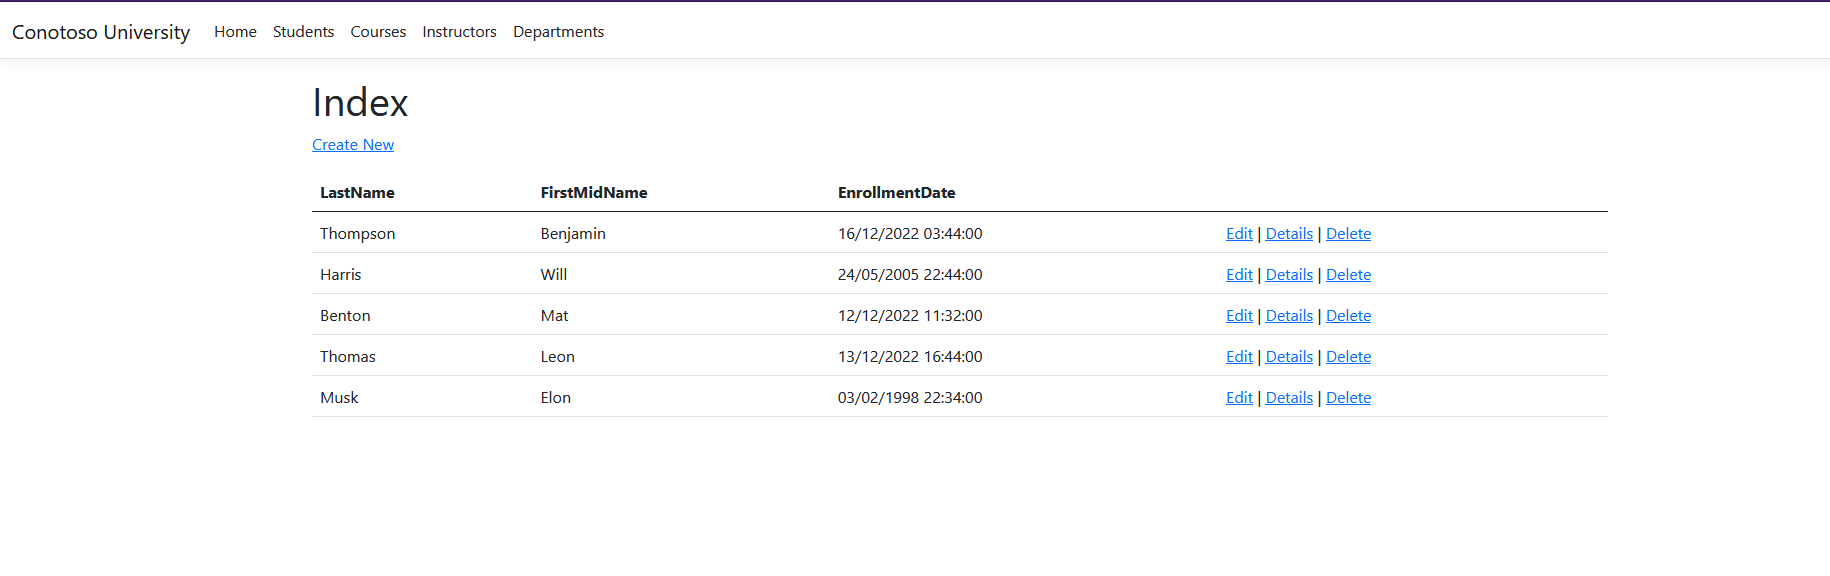 Conotoso University Home Students Courses Instructors Departments
Index
Create New
LastName FirstMidName EnrollmentDate
Thompson Benjamin 16/12/2022 03:44:00 Edit | Details | Delete
Harris Will 24/05/2005 22:44:00 Edit | Details | Delete
Benton Mat 12/12/2022 11:32:00 Edit | Details | Delete
Thomas Leon 13/12/2022 16:44:00 Edit | Details | Delete
Musk Elon 03/02/1998 22:34:00 Edit | Details | Delete